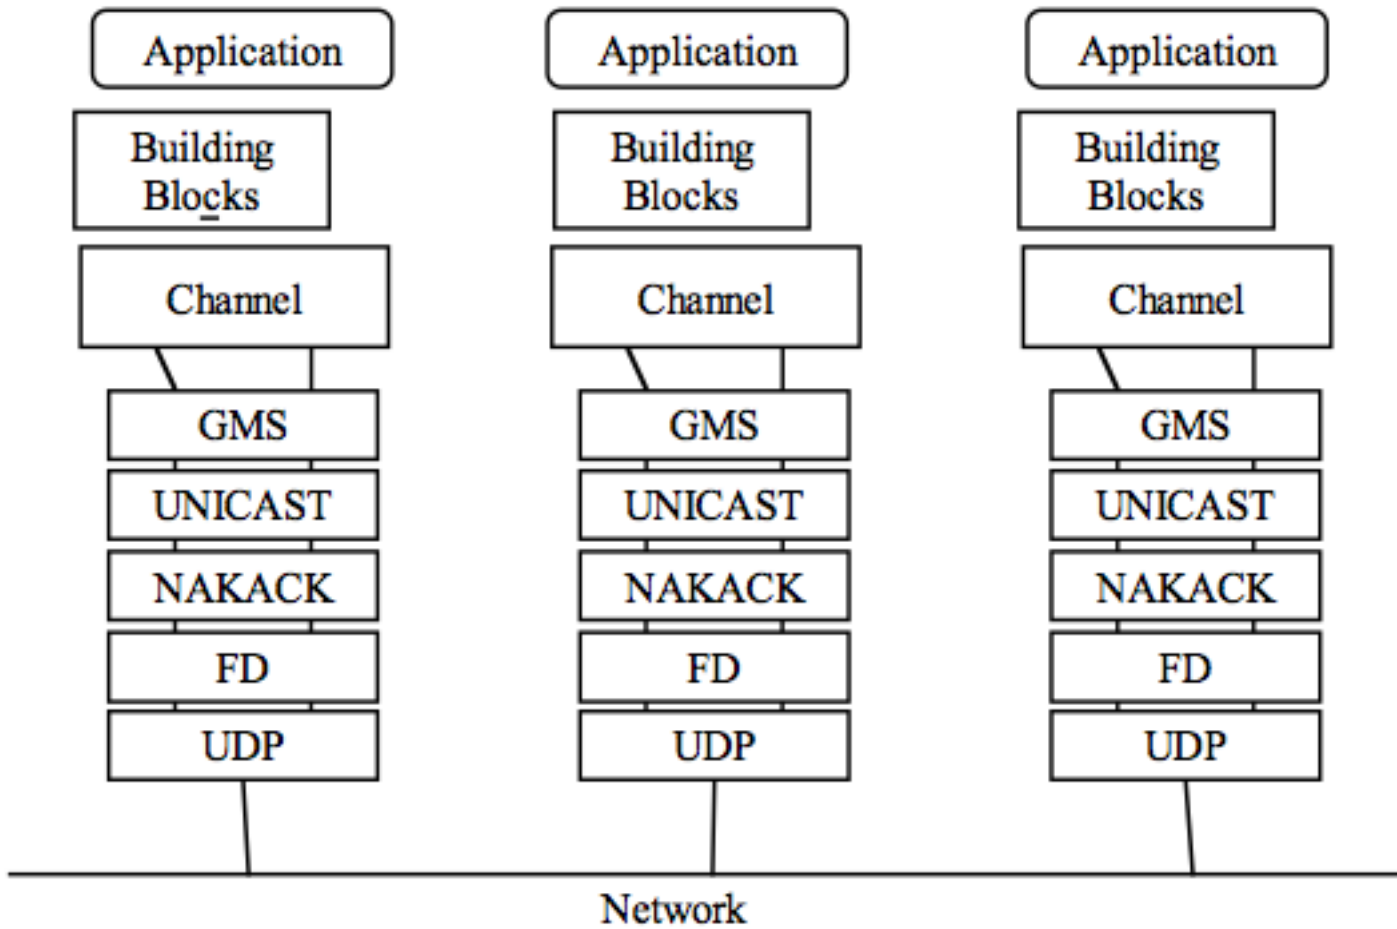 Application Application Application
Building Building Building
Blocks Blocks Blocks
Channel Channel Channel
GMS GMS GMS
UNICAST UNICAST UNICAST
NAKACK NAKACK NAKACK
FD FD FD
UDP UDP UDP
Network